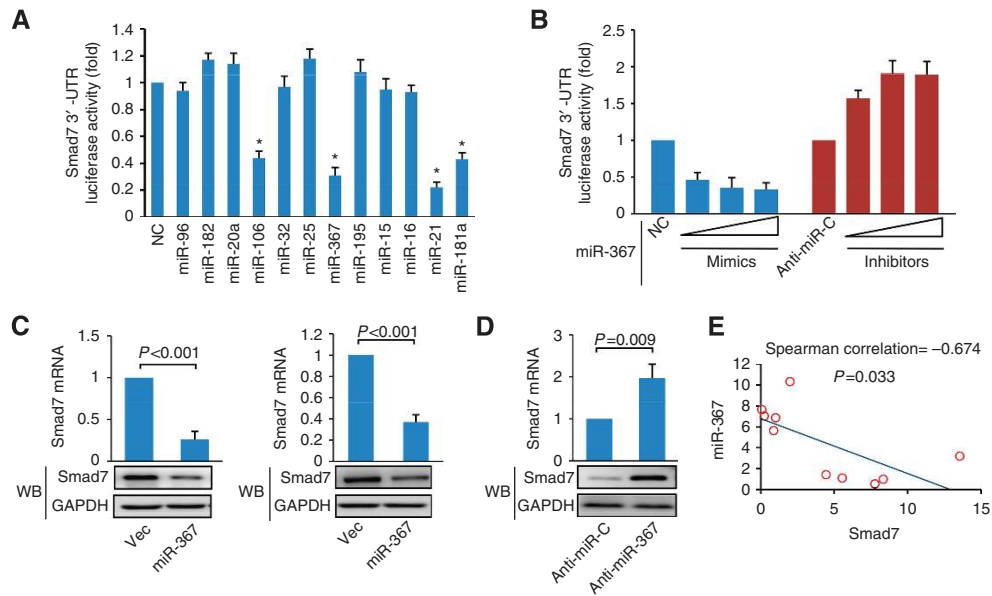 A
Smad7 3′ -UTR
luciferase activity (fold)
1.4
1.2
1
0.8
0.6
0.4
0.2
0
*
*
*
*
NC
miR-96
miR-182
miR-20a
miR-106
miR-32
miR-25
miR-367
miR-195
miR-15
miR-16
miR-21
miR-181a
B
Smad7 3′ -UTR
luciferase activity (fold)
2.5
2
1.5
1
0.5
0
miR-367
NC
Mimics
Anti-miR-C
Inhibitors
C
Smad7 mRNA
1.5
1
0.5
0
P<0.001
WB
Smad7
GAPDH
Vec
miR-367
Smad7 mRNA
1.2
1
0.8
0.6
0.4
0.2
0
P<0.001
WB
Smad7
GAPDH
Vec
miR-367
D
Smad7 mRNA
3
2
1
0
P=0.009
WB
Smad7
GAPDH
Anti-miR-C
Anti-miR-367
E
Spearman correlation= –0.674
P=0.033
miR-367
12
10
8
6
4
2
0
0
5
10
15
Smad7